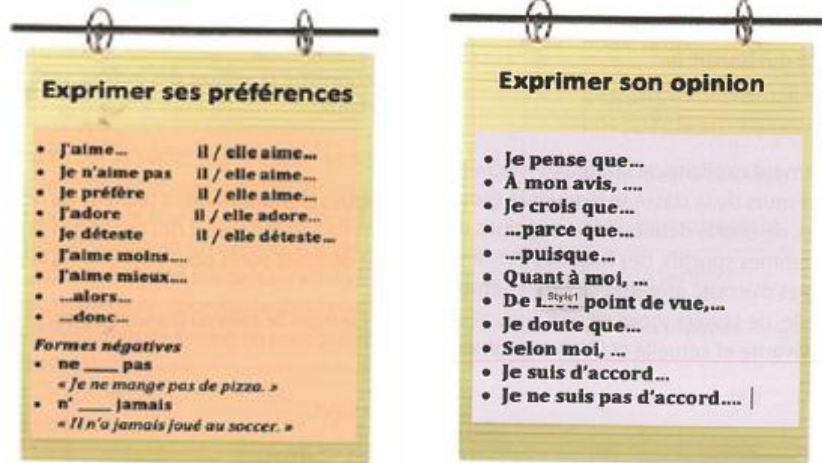 Exprimer ses préférences
• J'aime... il / elle aime...
• Je n'aime pas il / elle aime...
• Je préfère il / elle aime...
• J'adore il / elle adore...
• Je déteste il / elle déteste...
• J'aime moins....
• J'aime mieux....
• ...alors...
• ...donc...
Formes négatives
• ne ____ pas
« Je ne mange pas de pizza. »
• n' ____ jamais
« Il n'a jamais joué au soccer. »
Exprimer son opinion
• Je pense que...
• À mon avis, ....
• Je crois que...
• ...parce que...
• ...puisque...
• Quant à moi, ...
• De Style1 point de vue,...
• Je doute que...
• Selon moi, ...
• Je suis d'accord...
• Je ne suis pas d'accord....